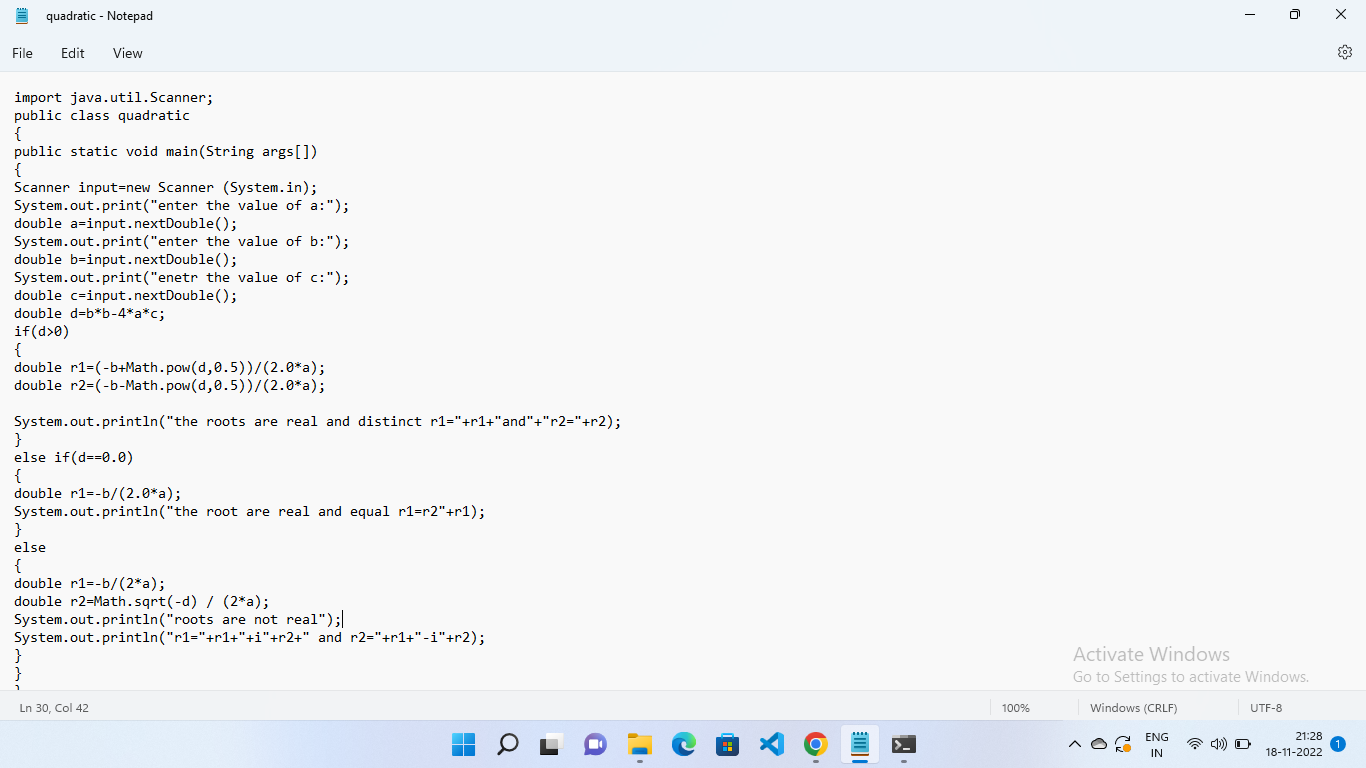 quadratic - Notepad
File Edit View
import java.util.Scanner;
public class quadratic
{
public static void main(String args[])
{
Scanner input=new Scanner (System.in);
System.out.print("enter the value of a:");
double a=input.nextDouble();
System.out.print("enter the value of b:");
double b=input.nextDouble();
System.out.print("enetr the value of c:");
double c=input.nextDouble();
double d=b*b-4*a*c;
if(d>0)
{
double r1=(-b+Math.pow(d,0.5))/(2.0*a);
double r2=(-b-Math.pow(d,0.5))/(2.0*a);
System.out.println("the roots are real and distinct r1="+r1+"and"+"r2="+r2);
}
else if(d==0.0)
{
double r1=-b/(2.0*a);
System.out.println("the root are real and equal r1=r2"+r1);
}
else
{
double r1=-b/(2*a);
double r2=Math.sqrt(-d) / (2*a);
System.out.println("roots are not real");
System.out.println("r1="+r1+"+i"+r2+" and r2="+r1+"-i"+r2);
}
}
}
Activate Windows
Go to Settings to activate Windows.
Ln 30, Col 42 100% Windows (CRLF) UTF-8
ENG
IN
21:28
18-11-2022
1